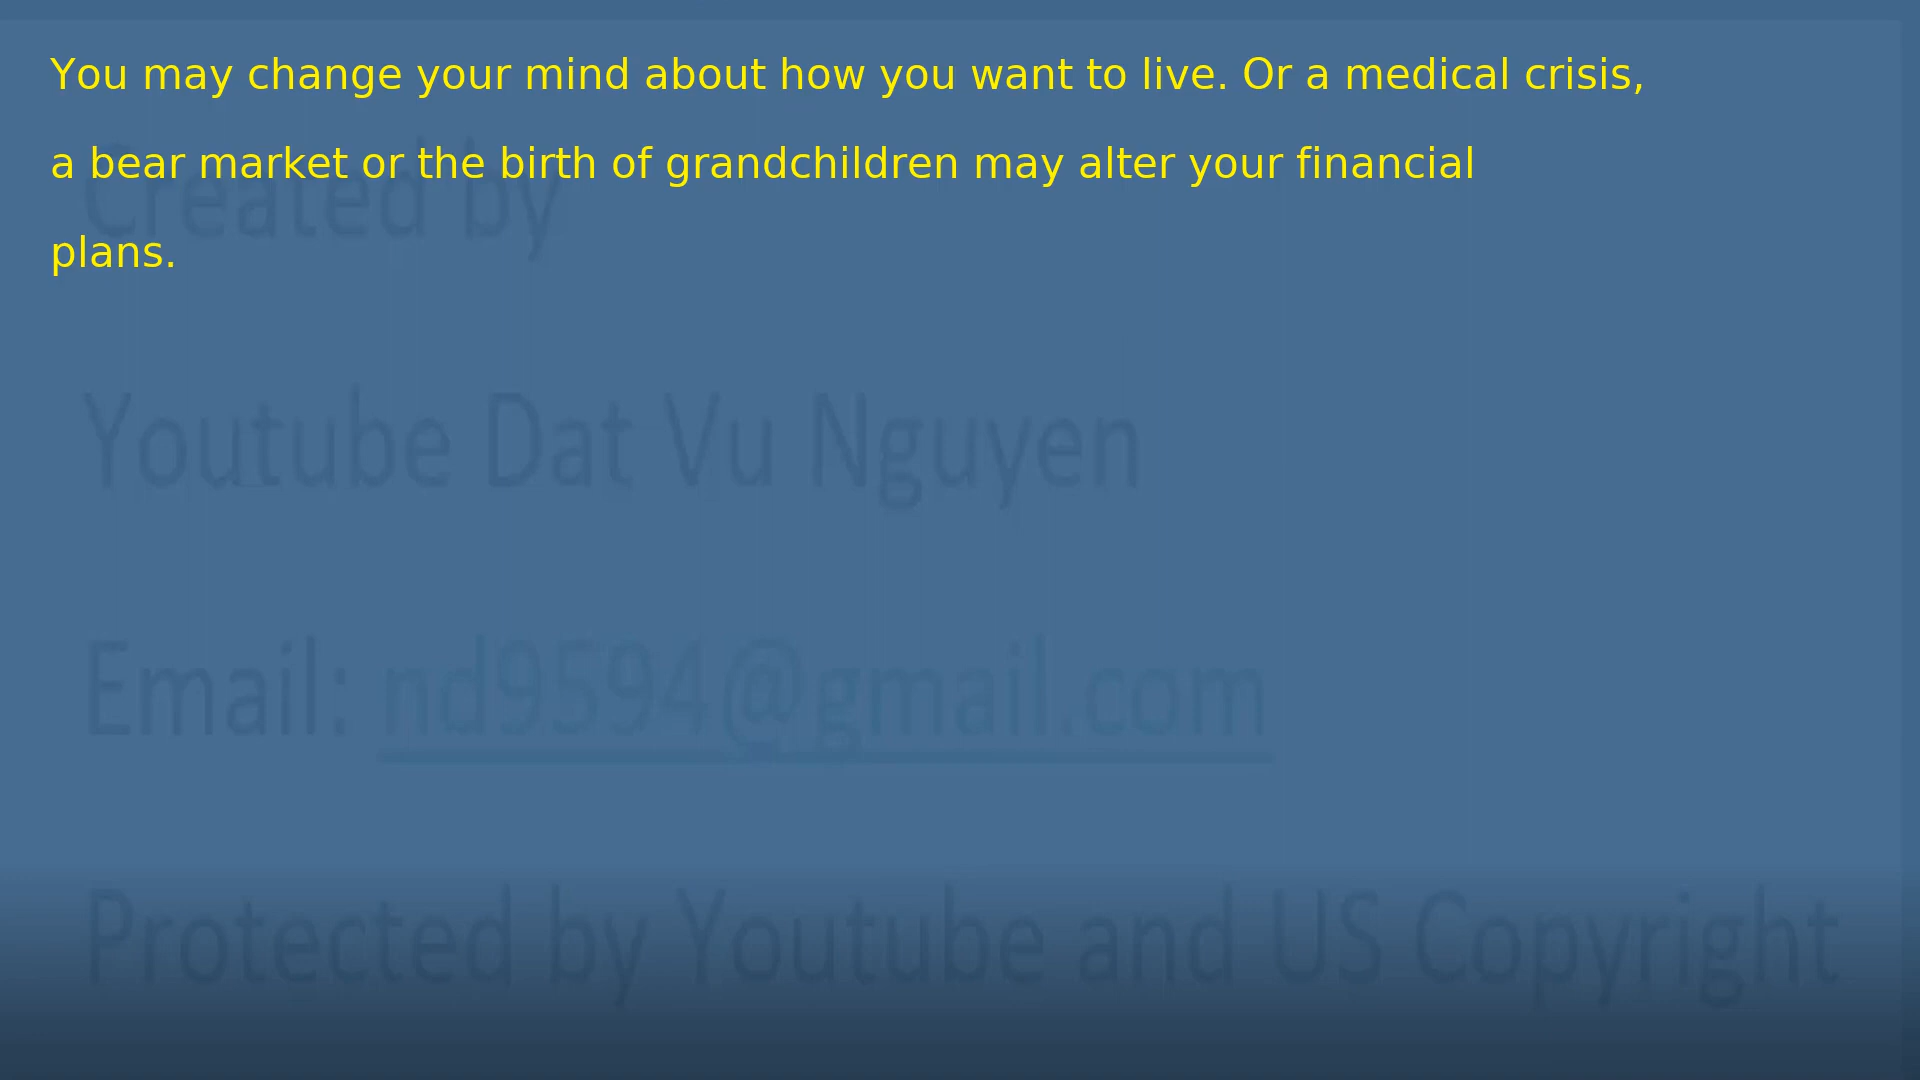 You may change your mind about how you want to live. Or a medical crisis,
a bear market or the birth of grandchildren may alter your financial
plans.
Created by
Youtube Dat Vu Nguyen
Email: nd9594@gmail.com
Protected by Youtube and US Copyright